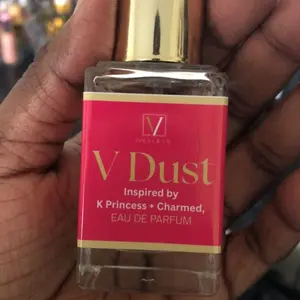 V Dust
Inspired by
K Princess + Charmed,
EAU DE PARFUM